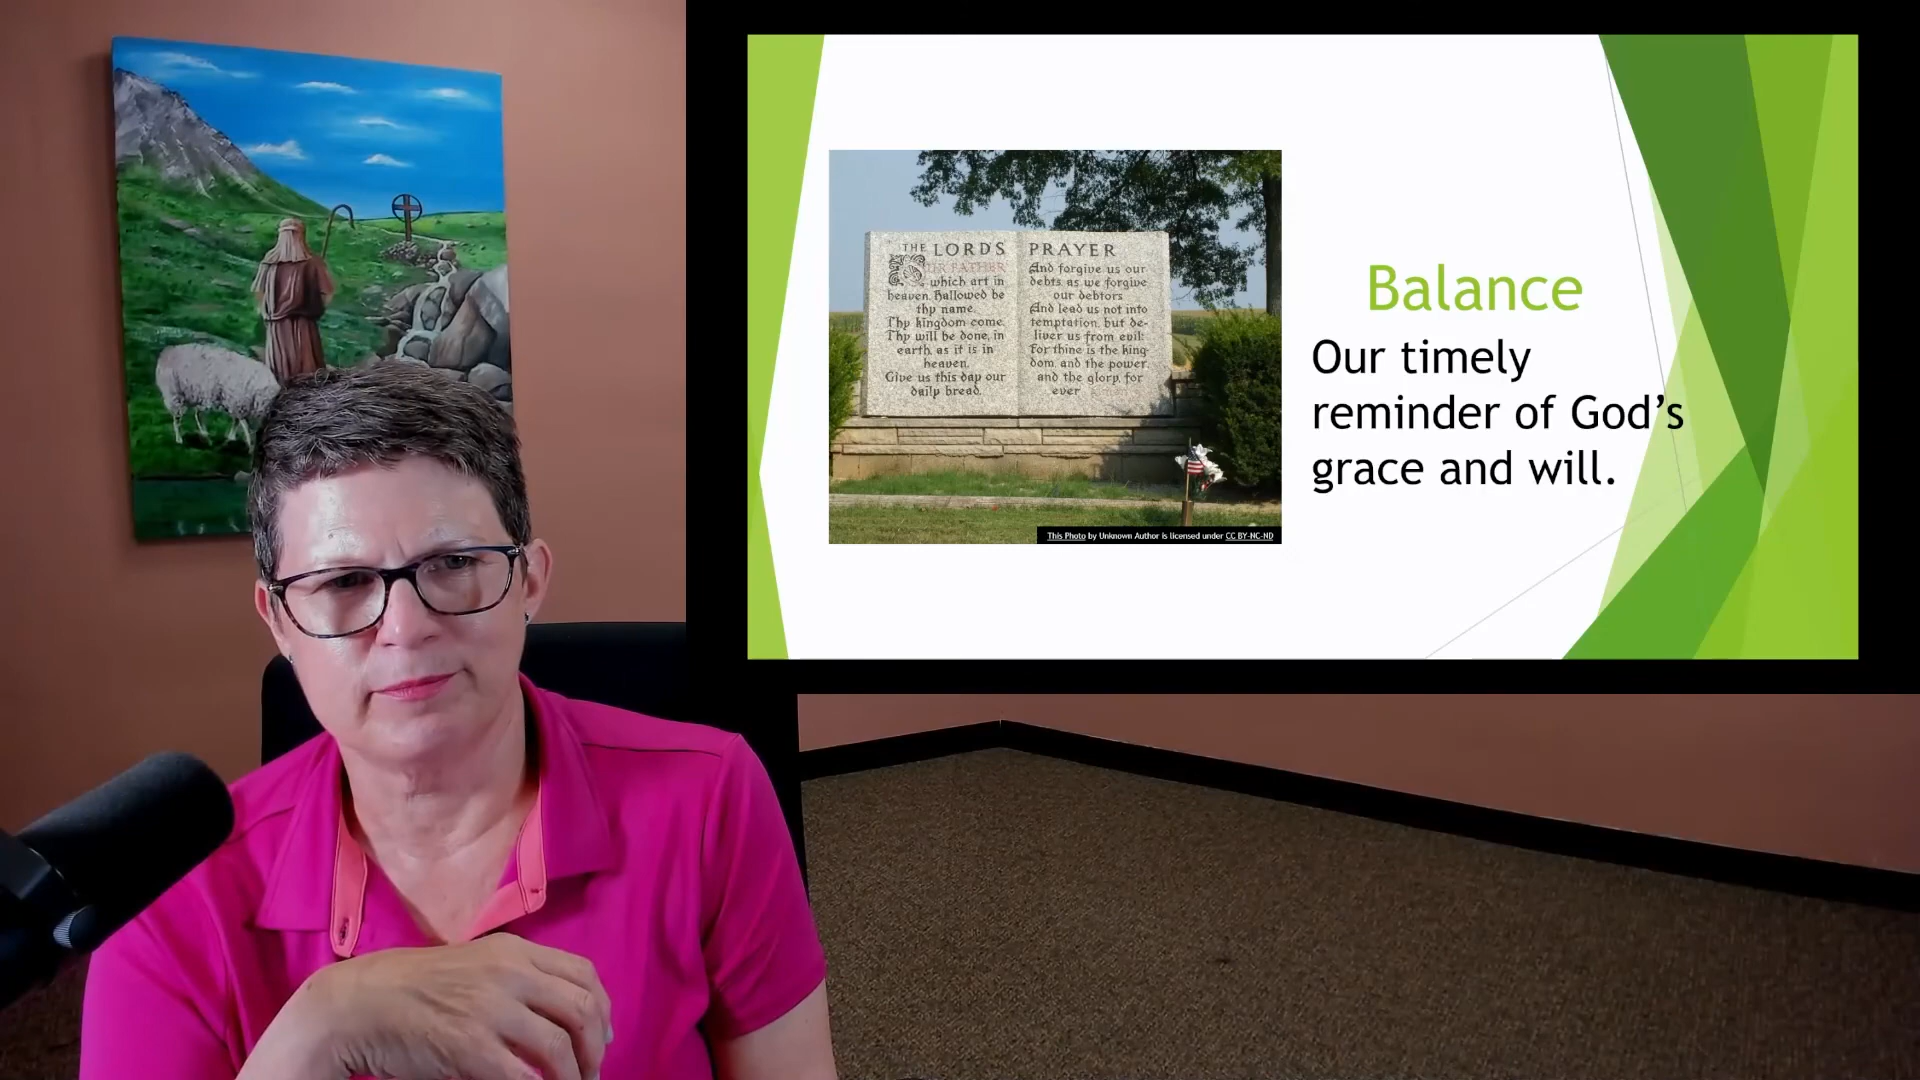 THE LORD'S PRAYER
OUR FATHER
which art in
heaven, Hallowed be
thy name.
Thy kingdom come.
Thy will be done, in
earth, as it is in
heaven.
Give us this day our
daily bread.
And forgive us our
debts as we forgive
our debtors
And lead us not into
temptation, but de-
liver us from evil:
For thine is the king-
dom, and the power,
and the glory, for
ever
This Photo by Unknown Author is licensed under CC BY-NC-ND
Balance
Our timely
reminder of God’s
grace and will.